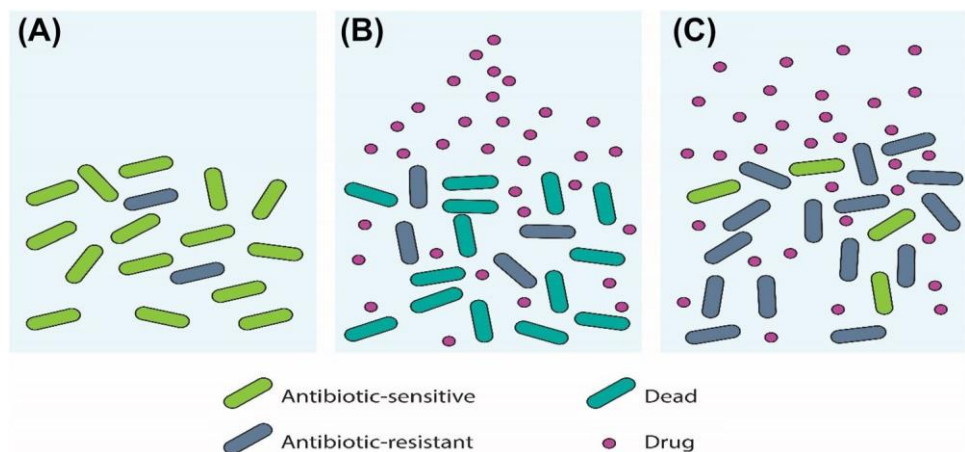 (A)
(B)
(C)
Antibiotic-sensitive
Dead
Antibiotic-resistant
Drug